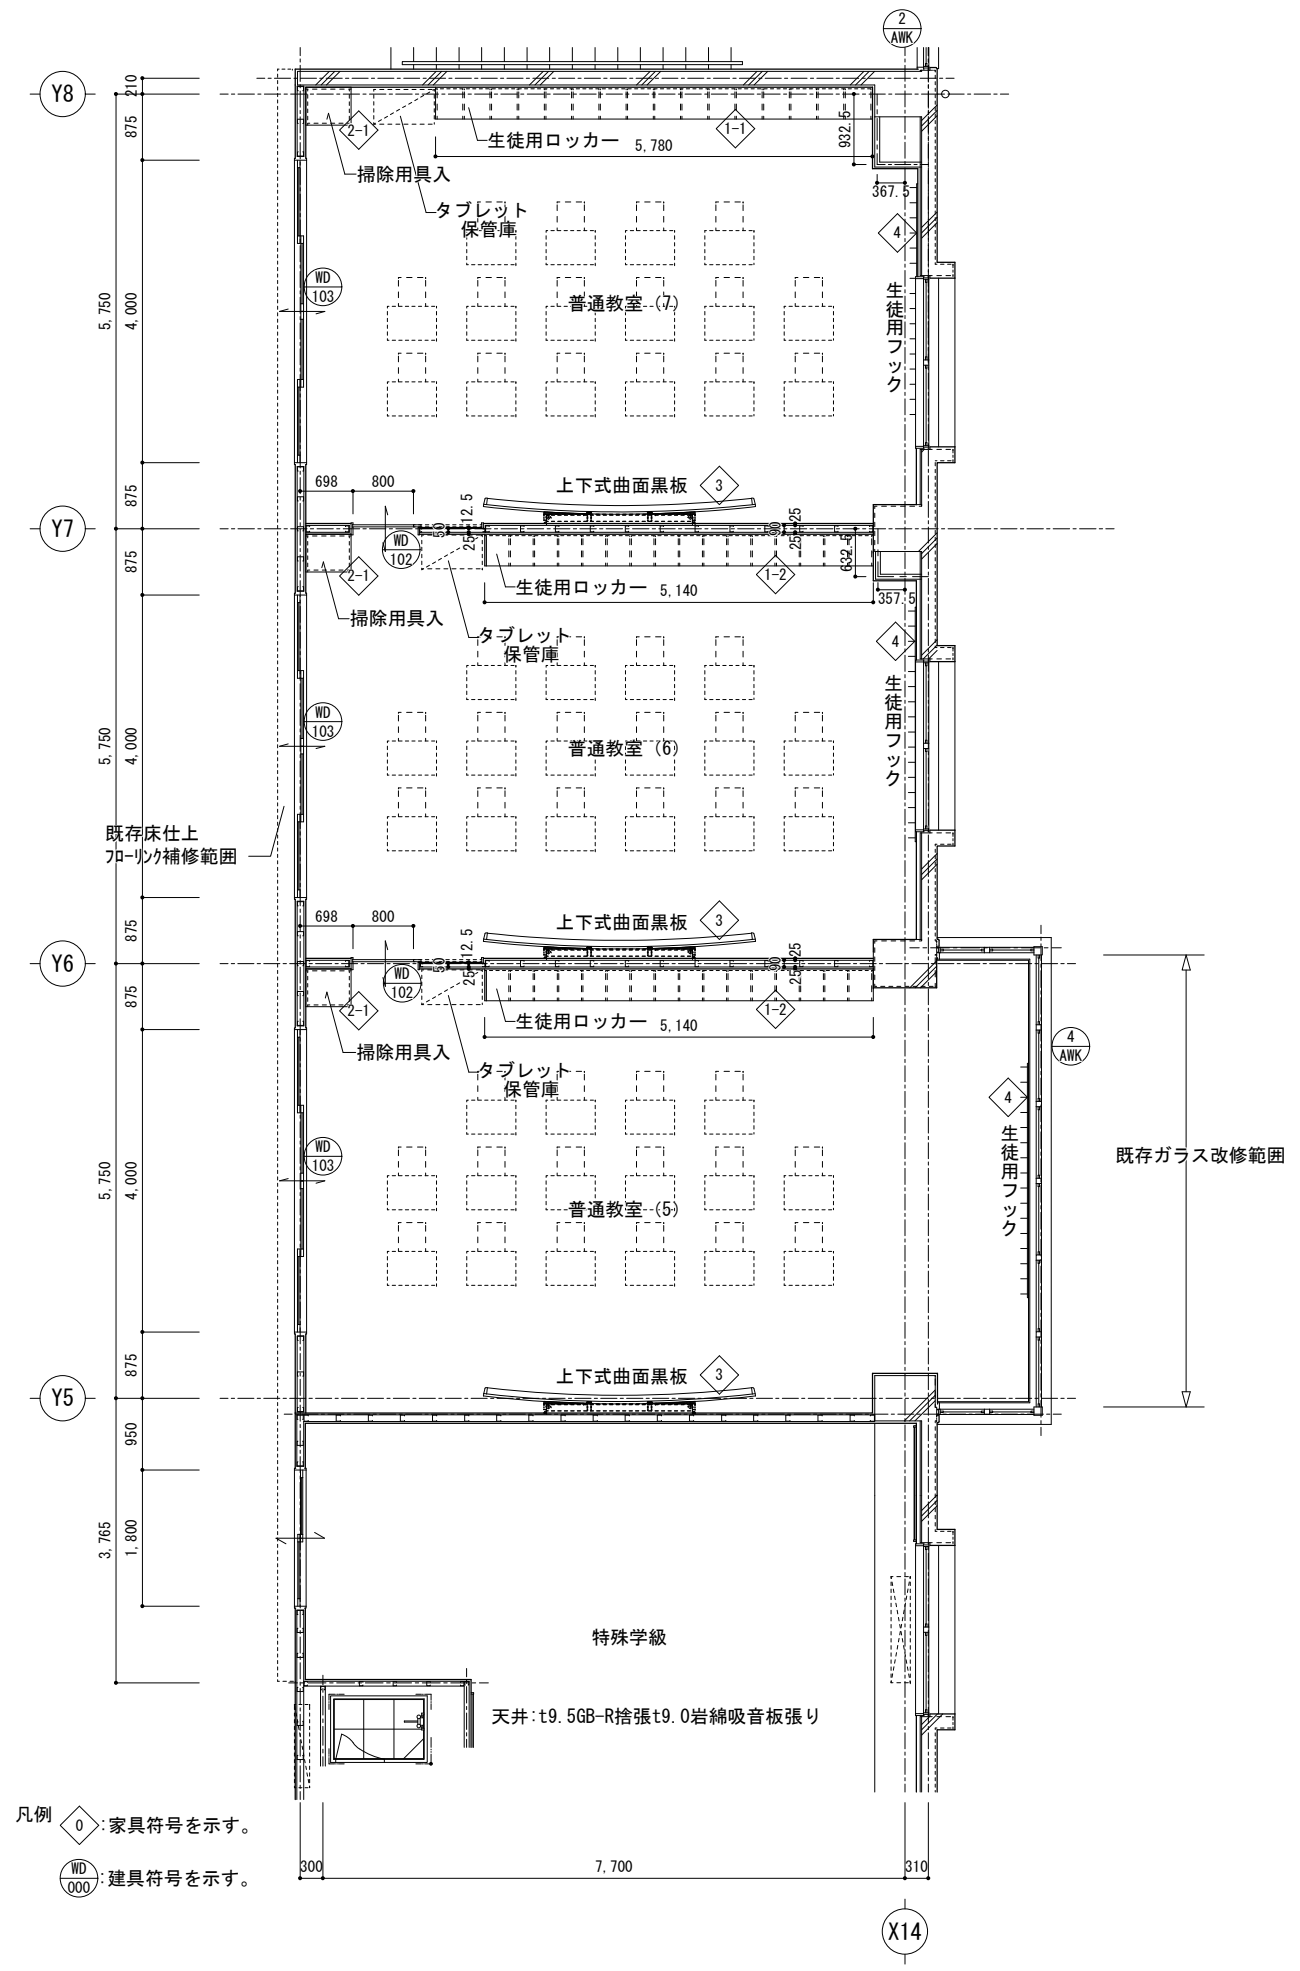 2
AWK
Y8
210
875
2-1
生徒用ロッカー
5,780
1-1
932.5
掃除用具入
367.5
タブレット
保管庫
4
WD
103
普通教室 (7)
生徒用フック
5,750
4,000
875
698
800
12.5
上下式曲面黒板
3
25
Y7
50
25
90
25
WD
102
875
2-1
632.5
生徒用ロッカー
5,140
1-2
357.5
掃除用具入
タブレット
保管庫
4
WD
103
普通教室 (6)
生徒用フック
5,750
4,000
既存床仕上
フローリング補修範囲
875
698
800
12.5
上下式曲面黒板
3
25
Y6
50
25
90
25
WD
102
875
2-1
生徒用ロッカー
5,140
1-2
掃除用具入
タブレット
保管庫
4
AWK
4
WD
103
普通教室 (5)
生徒用フック
既存ガラス改修範囲
5,750
4,000
875
上下式曲面黒板
3
Y5
950
3,765
1,800
特殊学級
天井:t9.5GB-R捨張t9.0岩綿吸音板張り
凡例
0
:家具符号を示す。
WD
000
:建具符号を示す。
300
7,700
310
X14